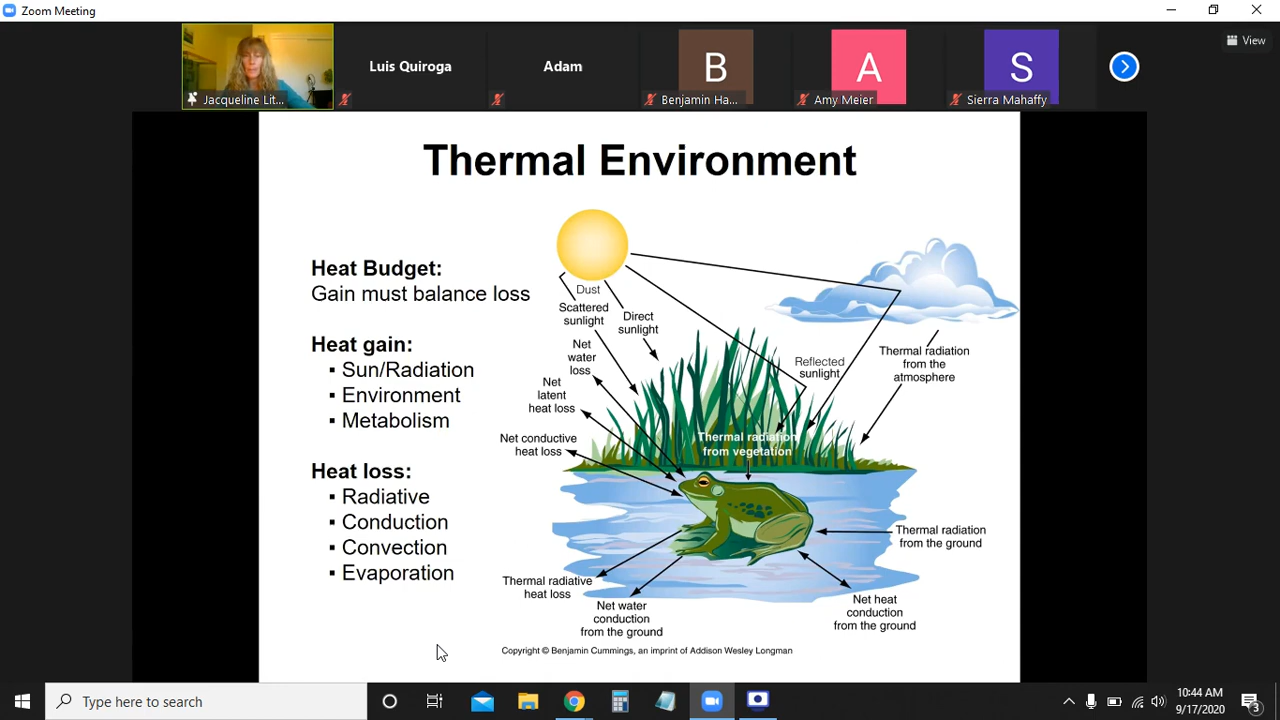 Zoom Meeting
View
Luis Quiroga
Adam
B
A
S
Jacqueline Lit...
Benjamin Ha...
Amy Meier
Sierra Mahaffy
Thermal Environment
Heat Budget:
Gain must balance loss
Heat gain:
▪ Sun/Radiation
▪ Environment
▪ Metabolism
Heat loss:
▪ Radiative
▪ Conduction
▪ Convection
▪ Evaporation
Dust
Scattered
sunlight
Direct
sunlight
Net
water
loss
Net
latent
heat loss
Net conductive
heat loss
Reflected
sunlight
Thermal radiation
from the
atmosphere
Thermal radiation
from vegetation
Thermal radiation
from the ground
Thermal radiative
heat loss
Net water
conduction
from the ground
Net heat
conduction
from the ground
Copyright © Benjamin Cummings, an imprint of Addison Wesley Longman
Type here to search
10:44 AM
9/17/2020
3